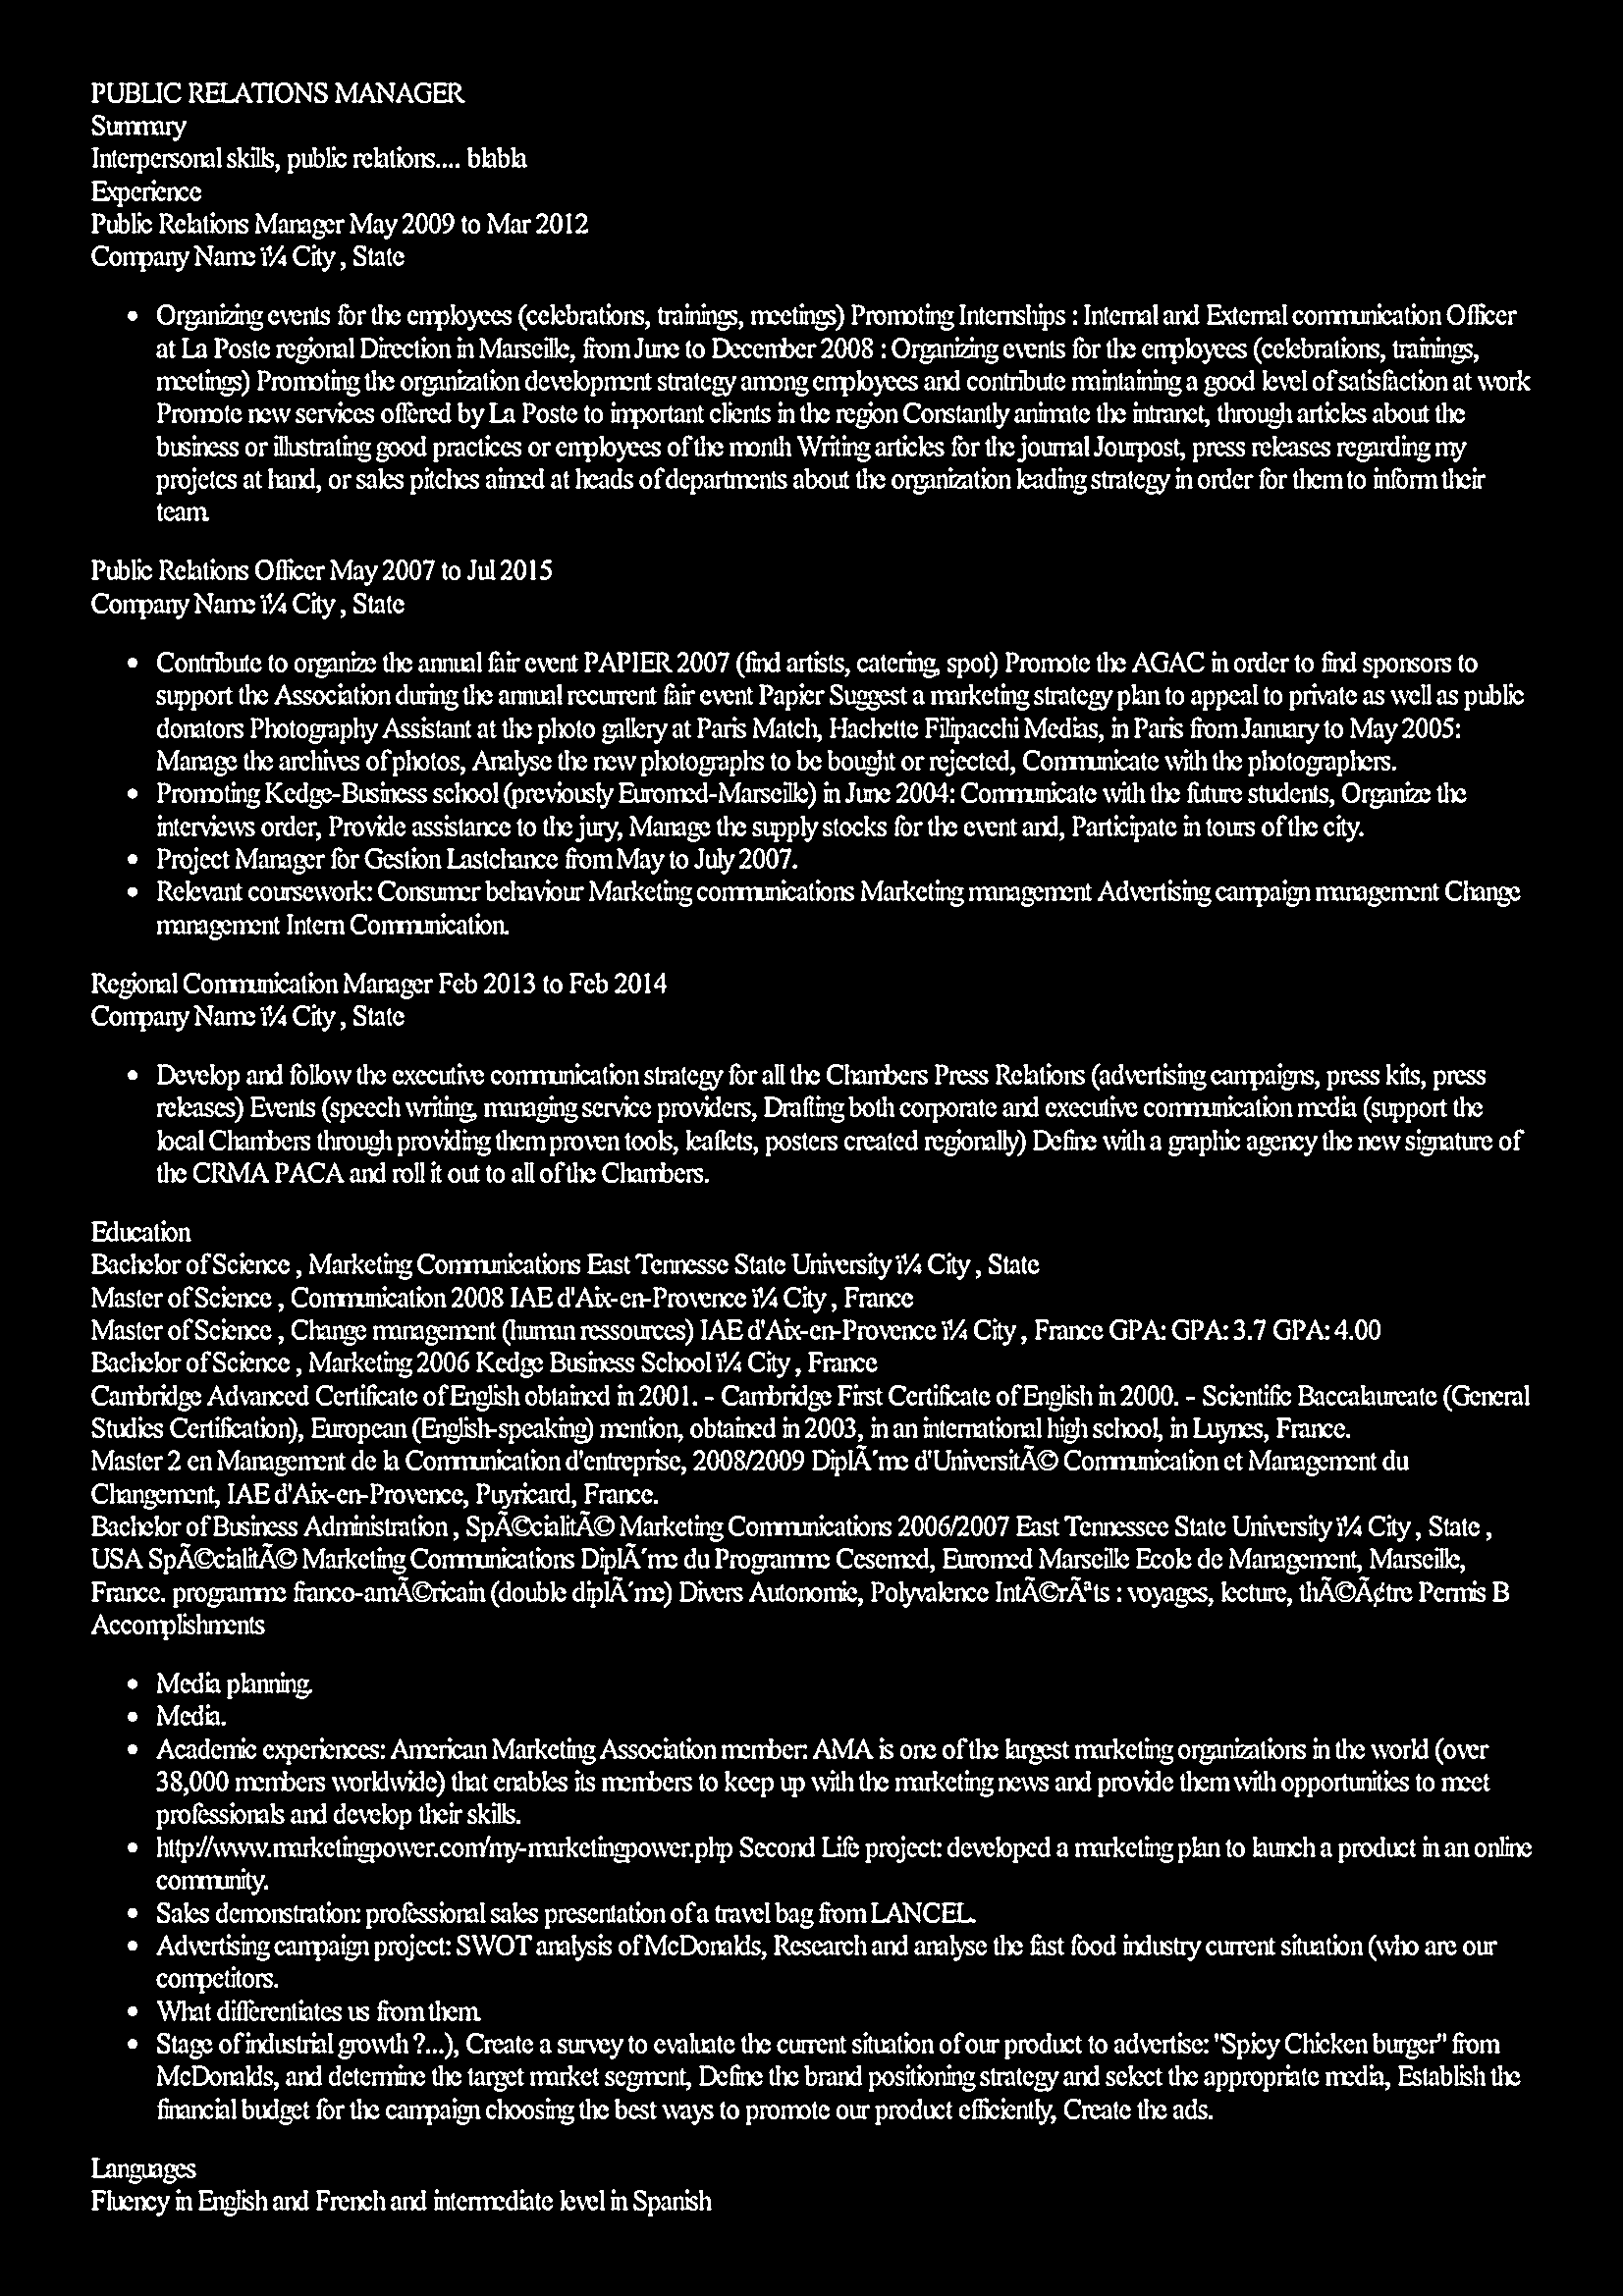 PUBLIC RELATIONS MANAGER
Summary
Interpersonal skills, public relations.... blabla
Experience
Public Relations Manager May 2009 to Mar 2012
Company Name ï¼ City , State
• Organizing events for the employees (celebrations, trainings, meetings) Promoting Internships : Internal and External communication Officer
at La Poste regional Direction in Marseille, from June to December 2008 : Organizing events for the employees (celebrations, trainings,
meetings) Promoting the organization development strategy among employees and contribute maintaining a good level of satisfaction at work
Promote new services offered by La Poste to important clients in the region Constantly animate the intranet, through articles about the
business or illustrating good practices or employees of the month Writing articles for the journal Jourpost, press releases regarding my
projetcs at hand, or sales pitches aimed at heads of departments about the organization leading strategy in order for them to inform their
team.
Public Relations Officer May 2007 to Jul 2015
Company Name ï¼ City , State
• Contribute to organize the annual fair event PAPIER 2007 (find artists, catering, spot) Promote the AGAC in order to find sponsors to
support the Association during the annual recurrent fair event Papier Suggest a marketing strategy plan to appeal to private as well as public
donators Photography Assistant at the photo gallery at Paris Match, Hachette Filipacchi Medias, in Paris from January to May 2005:
Manage the archives of photos, Analyse the new photographs to be bought or rejected, Communicate with the photographers.
• Promoting Kedge-Business school (previously Euromed-Marseille) in June 2004: Communicate with the future students, Organize the
interviews order, Provide assistance to the jury, Manage the supply stocks for the event and, Participate in tours of the city.
• Project Manager for Gestion Lastchance from May to July 2007.
• Relevant coursework: Consumer behaviour Marketing communications Marketing management Advertising campaign management Change
management Intern Communication.
Regional Communication Manager Feb 2013 to Feb 2014
Company Name ï¼ City , State
• Develop and follow the executive communication strategy for all the Chambers Press Relations (advertising campaigns, press kits, press
releases) Events (speech writing, managing service providers, Drafting both corporate and executive communication media (support the
local Chambers through providing them proven tools, leaflets, posters created regionally) Define with a graphic agency the new signature of
the CRMA PACA and roll it out to all of the Chambers.
Education
Bachelor of Science , Marketing Communications East Tennesse State University ï¼ City , State
Master of Science , Communication 2008 IAE d'Aix-en-Provence ï¼ City , France
Master of Science , Change management (human ressources) IAE d'Aix-en-Provence ï¼ City , France GPA: GPA: 3.7 GPA: 4.00
Bachelor of Science , Marketing 2006 Kedge Business School ï¼ City , France
Cambridge Advanced Certificate of English obtained in 2001. - Cambridge First Certificate of English in 2000. - Scientific Baccalaureate (General
Studies Certification), European (English-speaking) mention, obtained in 2003, in an international high school, in Luynes, France.
Master 2 en Management de la Communication d'entreprise, 2008/2009 DiplÃ´me d'UniversitÃ© Communication et Management du
Changement, IAE d'Aix-en-Provence, Puyricard, France.
Bachelor of Business Administration , SpÃ©cialitÃ© Marketing Communications 2006/2007 East Tennessee State University ï¼ City , State ,
USA SpÃ©cialitÃ© Marketing Communications DiplÃ´me du Programme Cesemed, Euromed Marseille Ecole de Management, Marseille,
France. programme franco-amÃ©ricain (double diplÃ´me) Divers Autonomie, Polyvalence IntÃ©rÃªts : voyages, lecture, thÃ©Ã¢tre Permis B
Accomplishments
• Media planning.
• Media.
• Academic experiences: American Marketing Association member: AMA is one of the largest marketing organizations in the world (over
38,000 members worldwide) that enables its members to keep up with the marketing news and provide them with opportunities to meet
professionals and develop their skills.
• http://www.marketingpower.com/my-marketingpower.php Second Life project: developed a marketing plan to launch a product in an online
community.
• Sales demonstration: professional sales presentation of a travel bag from LANCEL.
• Advertising campaign project: SWOT analysis of McDonalds, Research and analyse the fast food industry current situation (who are our
competitors.
• What differentiates us from them.
• Stage of industrial growth ?...), Create a survey to evaluate the current situation of our product to advertise: "Spicy Chicken burger" from
McDonalds, and determine the target market segment, Define the brand positioning strategy and select the appropriate media, Establish the
financial budget for the campaign choosing the best ways to promote our product efficiently, Create the ads.
Languages
Fluency in English and French and intermediate level in Spanish